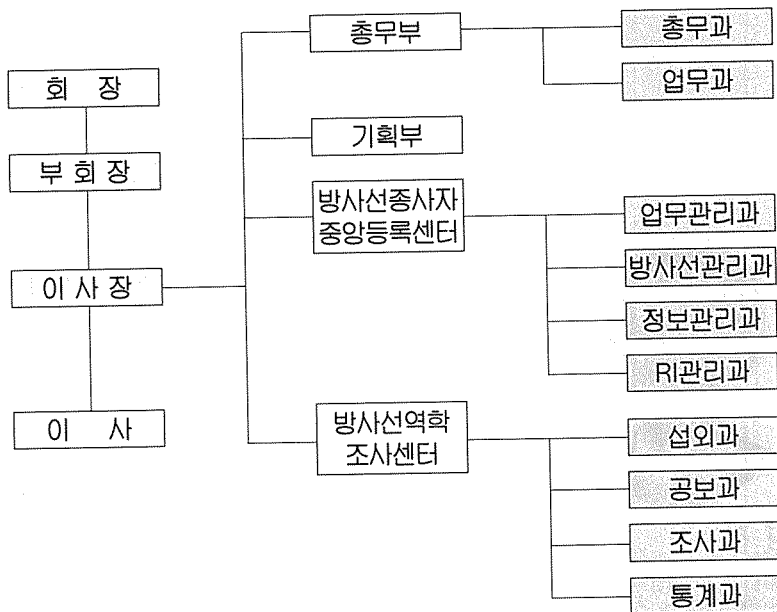 회 장
부 회 장
이 사 장
이 사
총무부
기획부
방사선종사자
중앙등록센터
방사선역학
조사센터
총무과
업무과
업무관리과
방사선관리과
정보관리과
RI관리과
섭외과
공보과
조사과
통계과